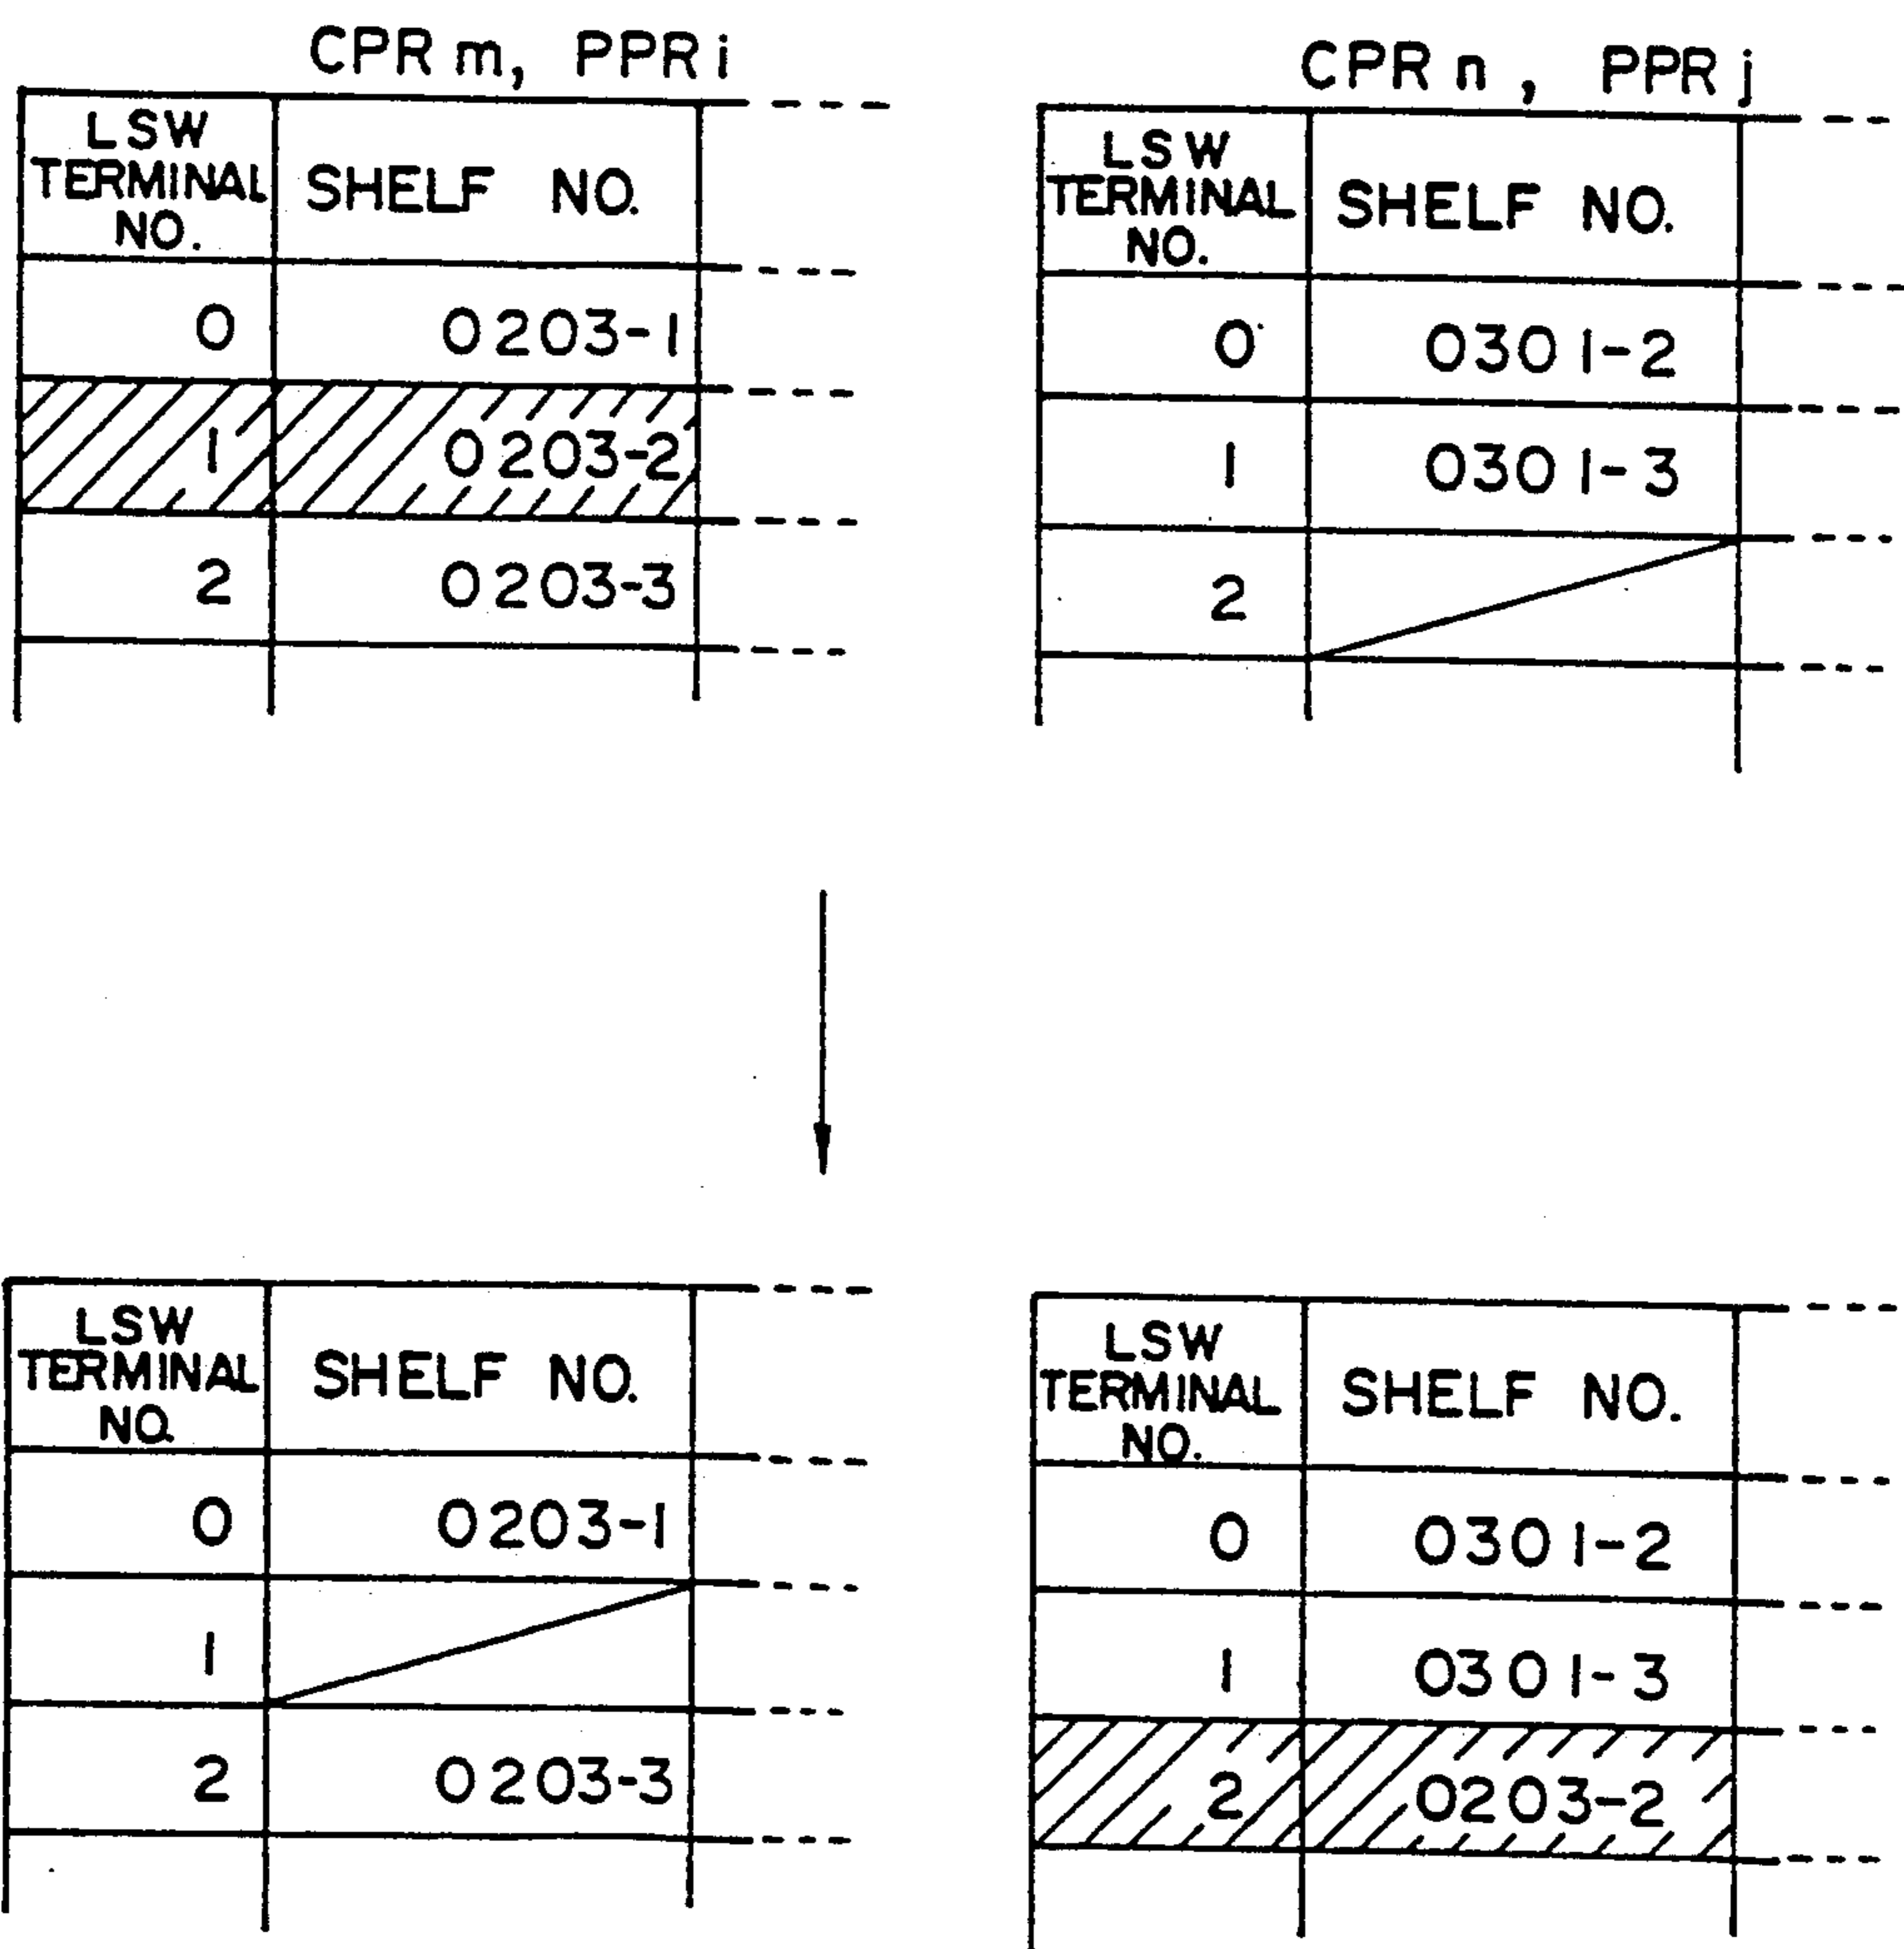 CPR m, PPR i
LSW
TERMINAL
NO.
SHELF NO.
0 0203-1
1 0203-2
2 0203-3
CPR n, PPR j
LSW
TERMINAL
NO.
SHELF NO.
0 0301-2
1 0301-3
2
LSW
TERMINAL
NO.
SHELF NO.
0 0203-1
1
2 0203-3
LSW
TERMINAL
NO.
SHELF NO.
0 0301-2
1 0301-3
2 0203-2